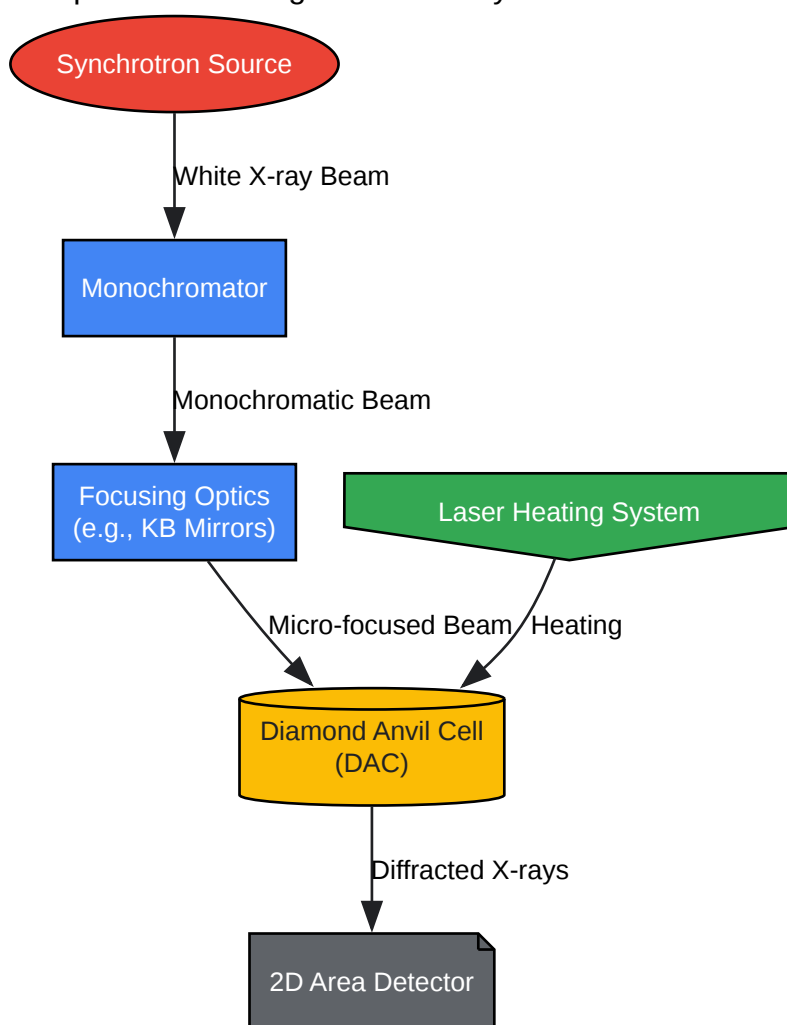 Synchrotron Source
White X-ray Beam
Monochromator
Monochromatic Beam
Focusing Optics
(e.g., KB Mirrors)
Laser Heating System
Micro-focused Beam
Heating
Diamond Anvil Cell
(DAC)
Diffracted X-rays
2D Area Detector